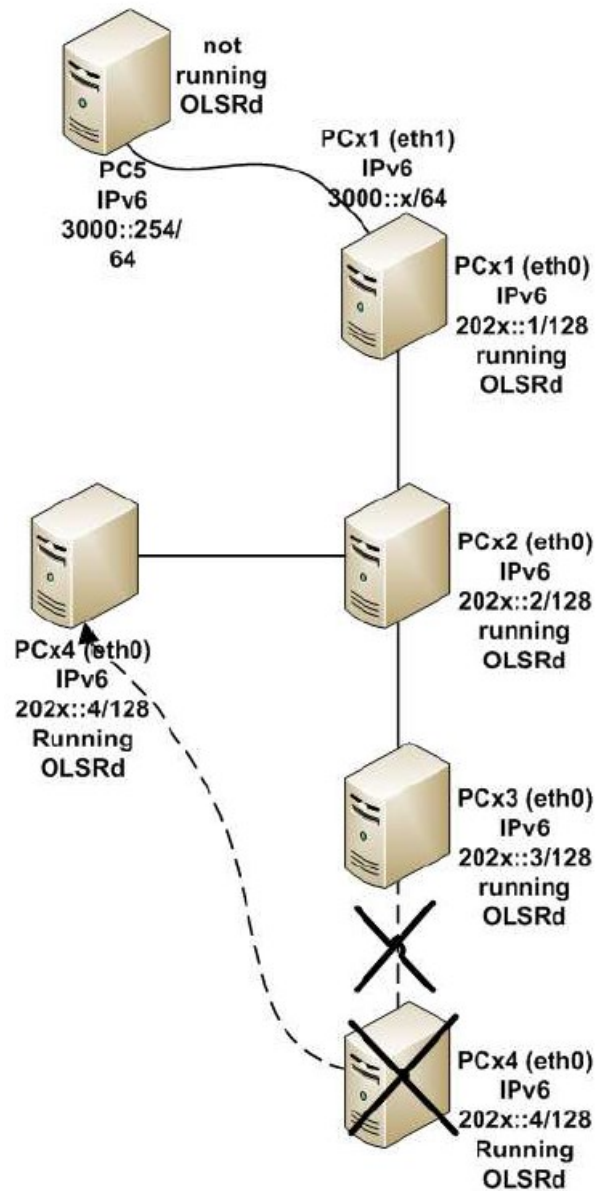 not
running
OLSRd
PC5
IPv6
3000::254/
64
PCx1 (eth1)
IPv6
3000::x/64
PCx1 (eth0)
IPv6
202x::1/128
running
OLSRd
PCx2 (eth0)
IPv6
202x::2/128
running
OLSRd
PCx4 (eth0)
IPv6
202x::4/128
Running
OLSRd
PCx3 (eth0)
IPv6
202x::3/128
running
OLSRd
PCx4 (eth0)
IPv6
202x::4/128
Running
OLSRd